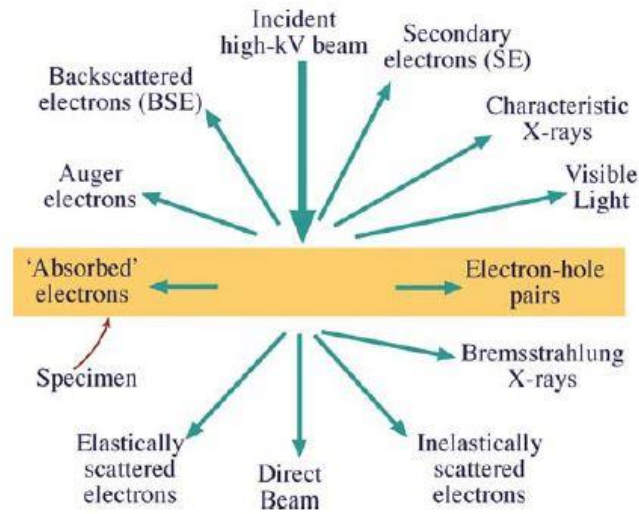 Incident
high-kV beam
Secondary
electrons (SE)
Backscattered
electrons (BSE)
Characteristic
X-rays
Auger
electrons
Visible
Light
'Absorbed'
electrons
Electron-hole
pairs
Specimen
Bremsstrahlung
X-rays
Elastically
scattered
electrons
Direct
Beam
Inelastically
scattered
electrons